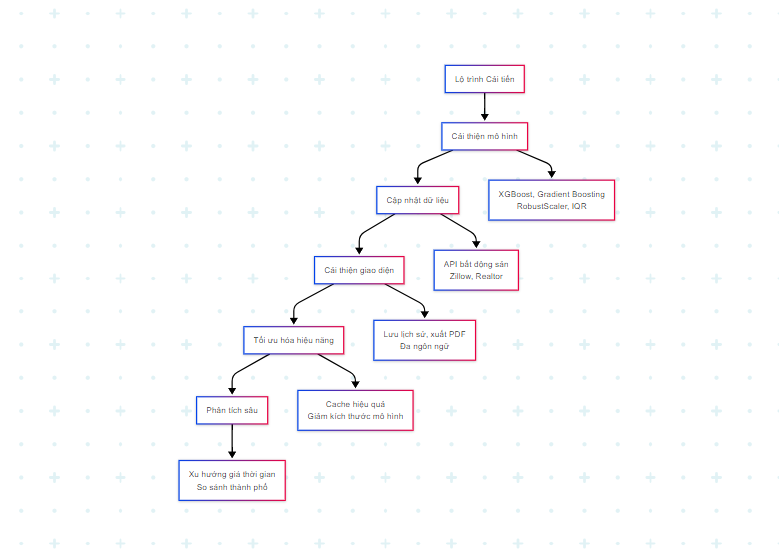 Lộ trình Cải tiến
Cải thiện mô hình
XGBoost, Gradient Boosting
RobustScaler, IQR
Cập nhật dữ liệu
API bất động sản
Zillow, Realtor
Cải thiện giao diện
Lưu lịch sử, xuất PDF
Đa ngôn ngữ
Tối ưu hóa hiệu năng
Cache hiệu quả
Giảm kích thước mô hình
Phân tích sâu
Xu hướng giá thời gian
So sánh thành phố